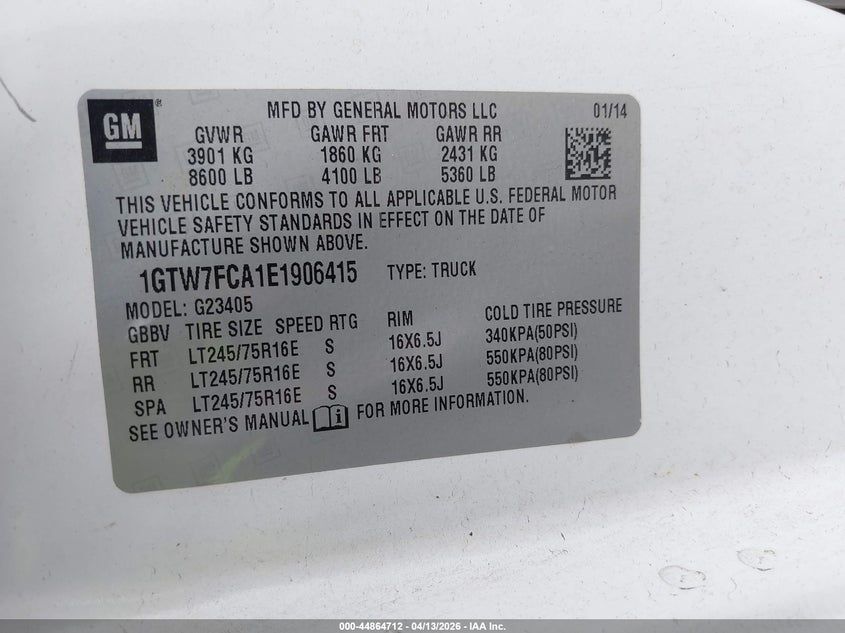 GM ®
MFD BY GENERAL MOTORS LLC 01/14
GVWR GAWR FRT GAWR RR
3901 KG 1860 KG 2431 KG
8600 LB 4100 LB 5360 LB
THIS VEHICLE CONFORMS TO ALL APPLICABLE U.S. FEDERAL MOTOR
VEHICLE SAFETY STANDARDS IN EFFECT ON THE DATE OF
MANUFACTURE SHOWN ABOVE.
1GTW7FCA1E1906415 TYPE: TRUCK
MODEL: G23405
GBBV TIRE SIZE SPEED RTG RIM COLD TIRE PRESSURE
FRT LT245/75R16E S 16X6.5J 340KPA(50PSI)
RR LT245/75R16E S 16X6.5J 550KPA(80PSI)
SPA LT245/75R16E S 16X6.5J 550KPA(80PSI)
SEE OWNER'S MANUAL i FOR MORE INFORMATION.
000-44864712 - 04/13/2026 - IAA Inc.